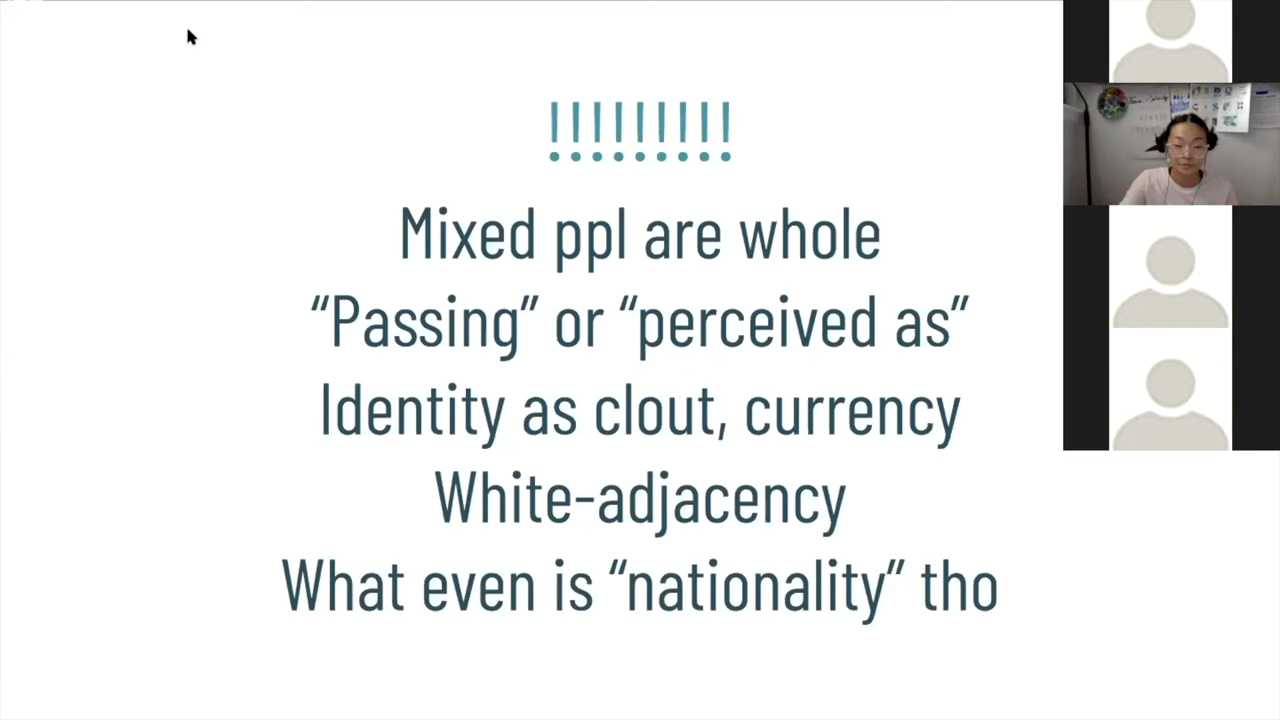 !!!!!!!!!
Mixed ppl are whole
“Passing” or “perceived as”
Identity as clout, currency
White-adjacency
What even is “nationality” tho